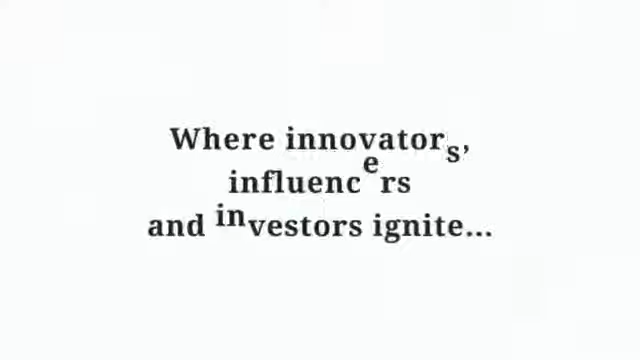 Where innovators,
influencers
and investors ignite...